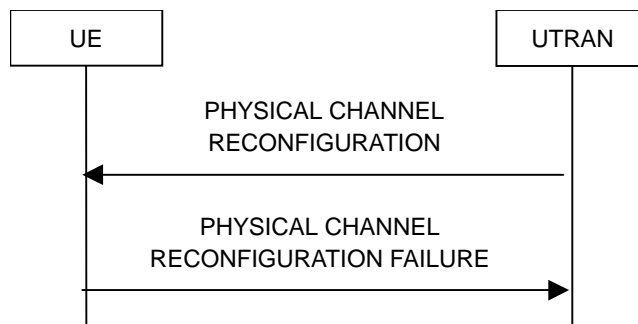 UE
UTRAN
PHYSICAL CHANNEL
RECONFIGURATION
PHYSICAL CHANNEL
RECONFIGURATION FAILURE